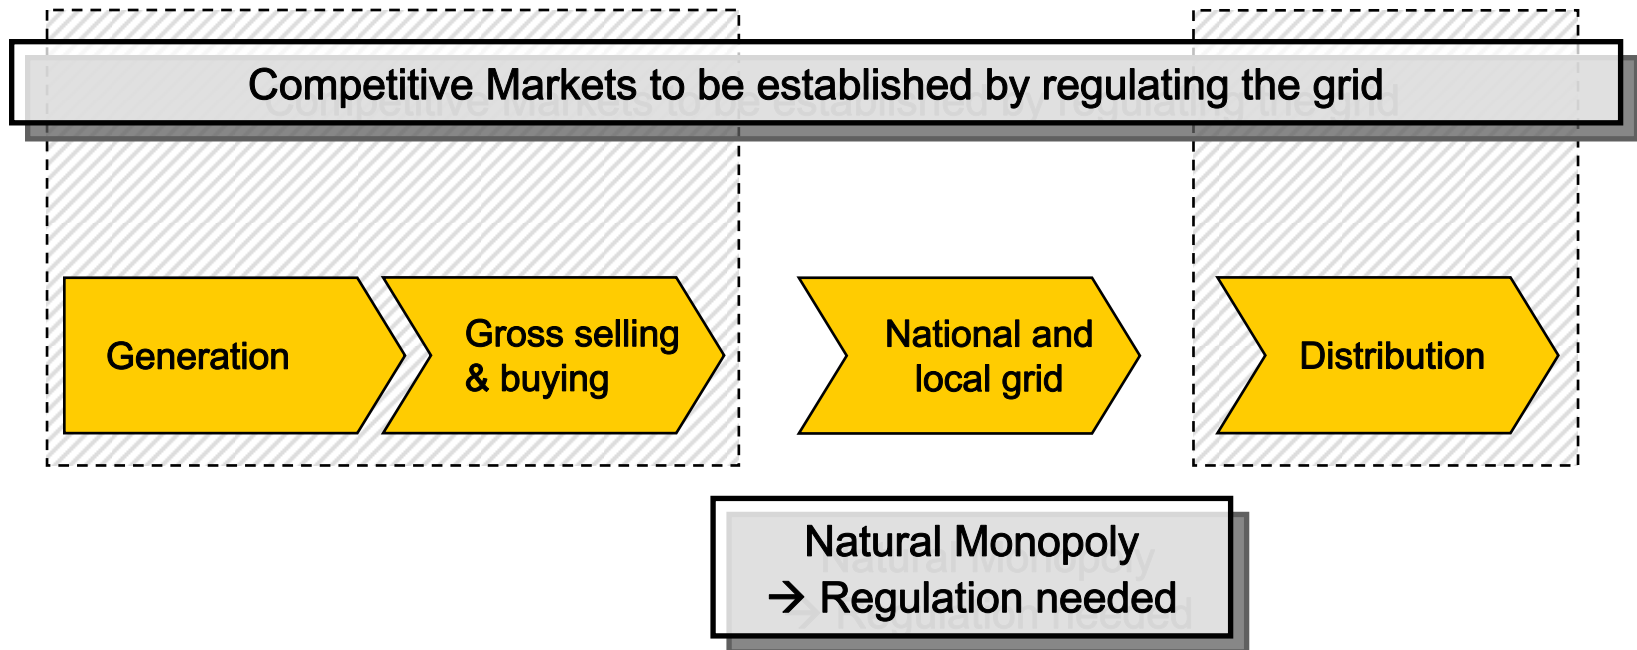 Competitive Markets to be established by regulating the grid
Generation
Gross selling
& buying
National and
local grid
Distribution
Natural Monopoly
→ Regulation needed